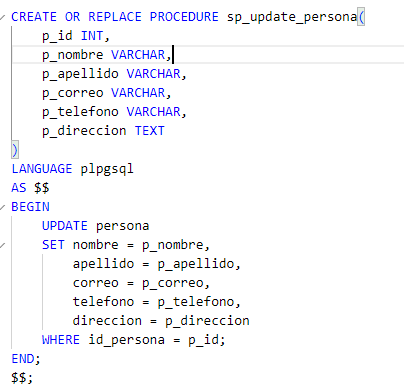 CREATE OR REPLACE PROCEDURE sp_update_persona(
    p_id INT,
    p_nombre VARCHAR,
    p_apellido VARCHAR,
    p_correo VARCHAR,
    p_telefono VARCHAR,
    p_direccion TEXT
)
LANGUAGE plpgsql
AS $$
BEGIN
    UPDATE persona
    SET nombre = p_nombre,
        apellido = p_apellido,
        correo = p_correo,
        telefono = p_telefono,
        direccion = p_direccion
    WHERE id_persona = p_id;
END;
$$;